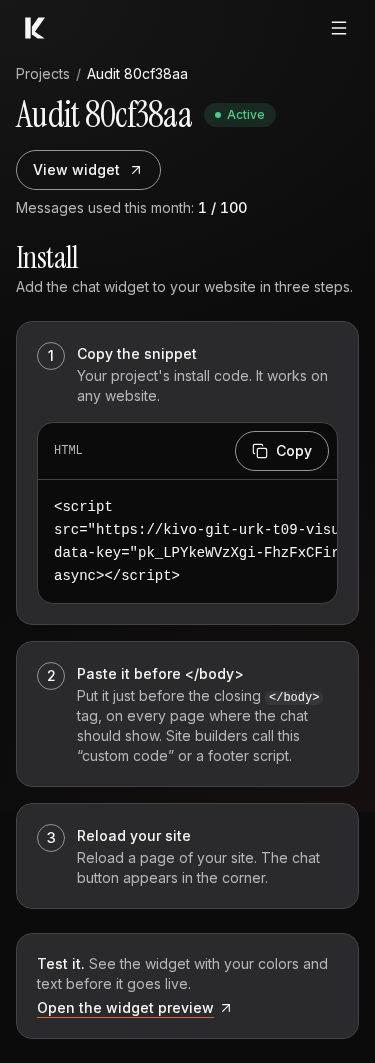 K
Projects / Audit 80cf38aa
Audit 80cf38aa Active
View widget
Messages used this month: 1 / 100
Install
Add the chat widget to your website in three steps.
1 Copy the snippet
Your project's install code. It works on
any website.
HTML Copy
<script
src="https://kivo-git-urk-t09-visu
data-key="pk_LPYkeWVzXgi-FhzFxCFir
async></script>
2 Paste it before </body>
Put it just before the closing </body>
tag, on every page where the chat
should show. Site builders call this
“custom code” or a footer script.
3 Reload your site
Reload a page of your site. The chat
button appears in the corner.
Test it. See the widget with your colors and
text before it goes live.
Open the widget preview